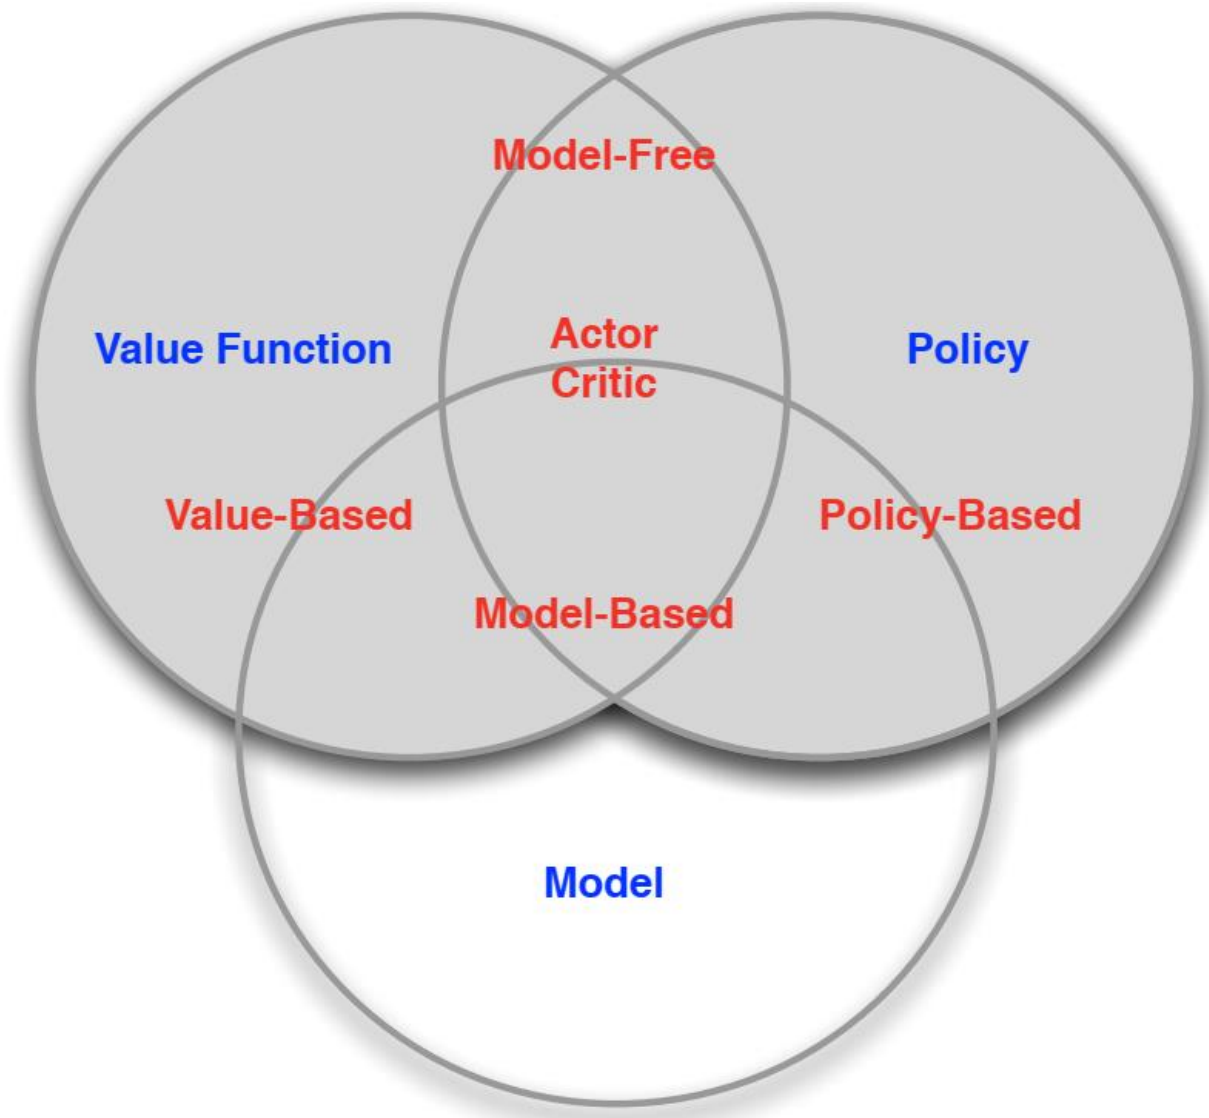 Model-Free
Actor
Critic
Value Function
Policy
Value-Based
Policy-Based
Model-Based
Model